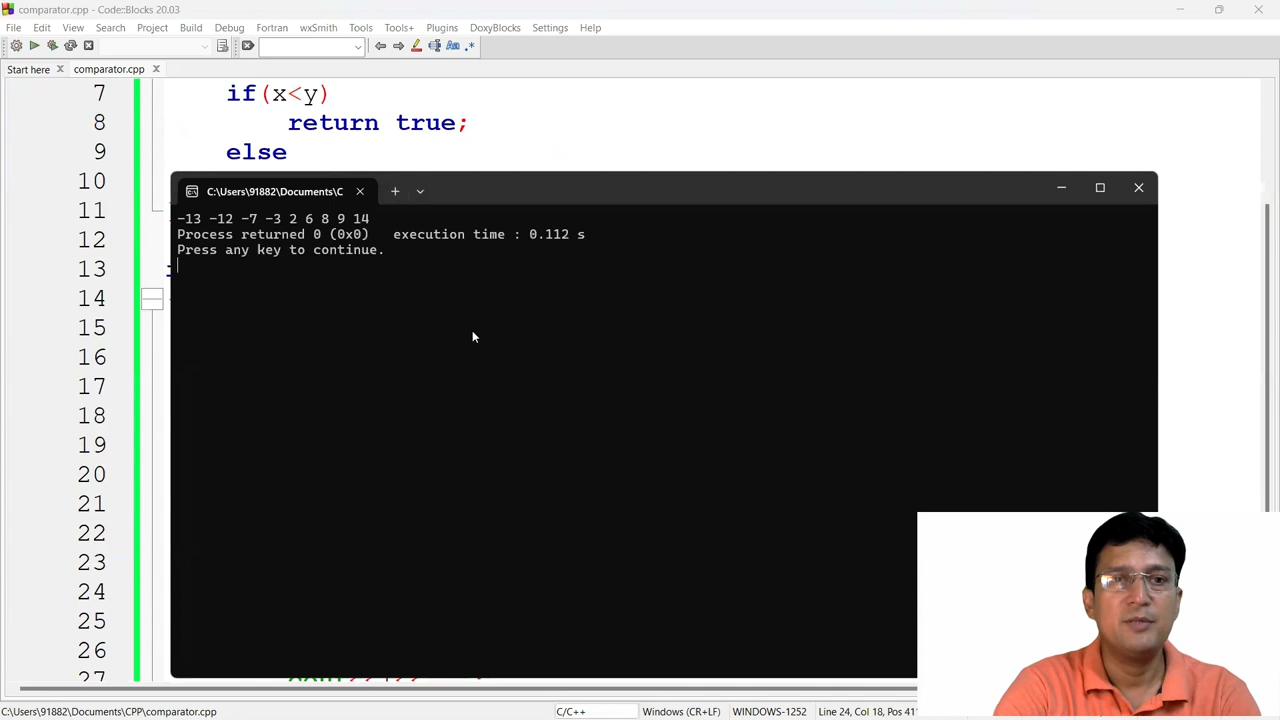 comparator.cpp - Code::Blocks 20.03
File Edit View Search Project Build Debug Fortran wxSmith Tools Tools+ Plugins DoxyBlocks Settings Help
Start here comparator.cpp
7 if(x<y)
8 return true;
9 else
10
11
12
13
14
15
16
17
18
19
20
21
22
23
24
25
26
27
C:\Users\91882\Documents\C
-13 -12 -7 -3 2 6 8 9 14
Process returned 0 (0x0)   execution time : 0.112 s
Press any key to continue.
C:\Users\91882\Documents\CPP\comparator.cpp C/C++ Windows (CR+LF) WINDOWS-1252 Line 24, Col 18, Pos 41